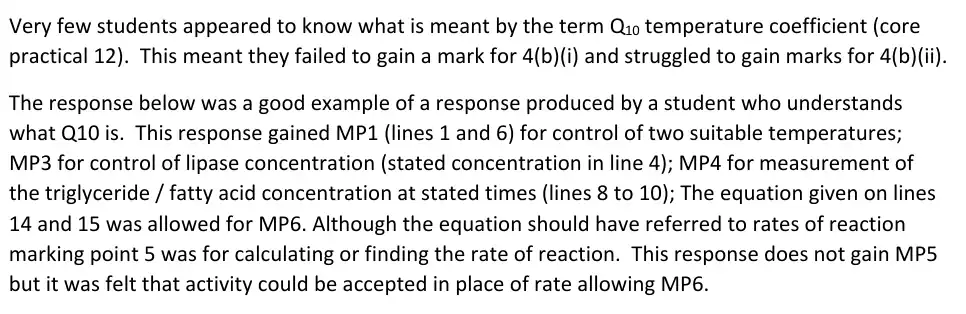 Very few students appeared to know what is meant by the term Q10 temperature coefficient (core
practical 12).  This meant they failed to gain a mark for 4(b)(i) and struggled to gain marks for 4(b)(ii).
The response below was a good example of a response produced by a student who understands
what Q10 is.  This response gained MP1 (lines 1 and 6) for control of two suitable temperatures;
MP3 for control of lipase concentration (stated concentration in line 4); MP4 for measurement of
the triglyceride / fatty acid concentration at stated times (lines 8 to 10); The equation given on lines
14 and 15 was allowed for MP6. Although the equation should have referred to rates of reaction
marking point 5 was for calculating or finding the rate of reaction.  This response does not gain MP5
but it was felt that activity could be accepted in place of rate allowing MP6.